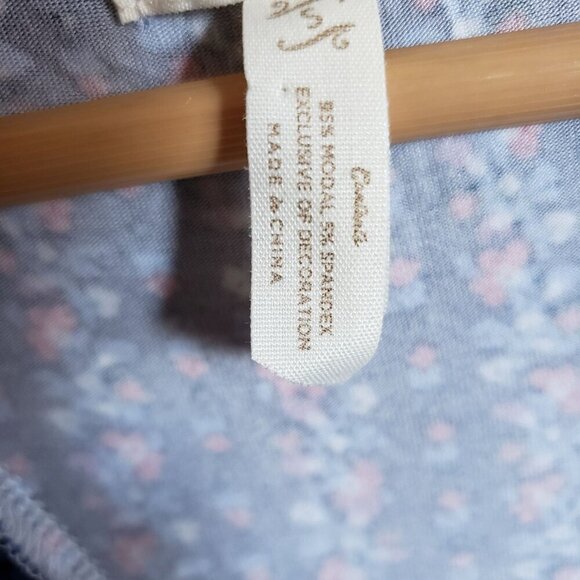 Contents
95% MODAL 5% SPANDEX
EXCLUSIVE OF DECORATION
MADE in CHINA